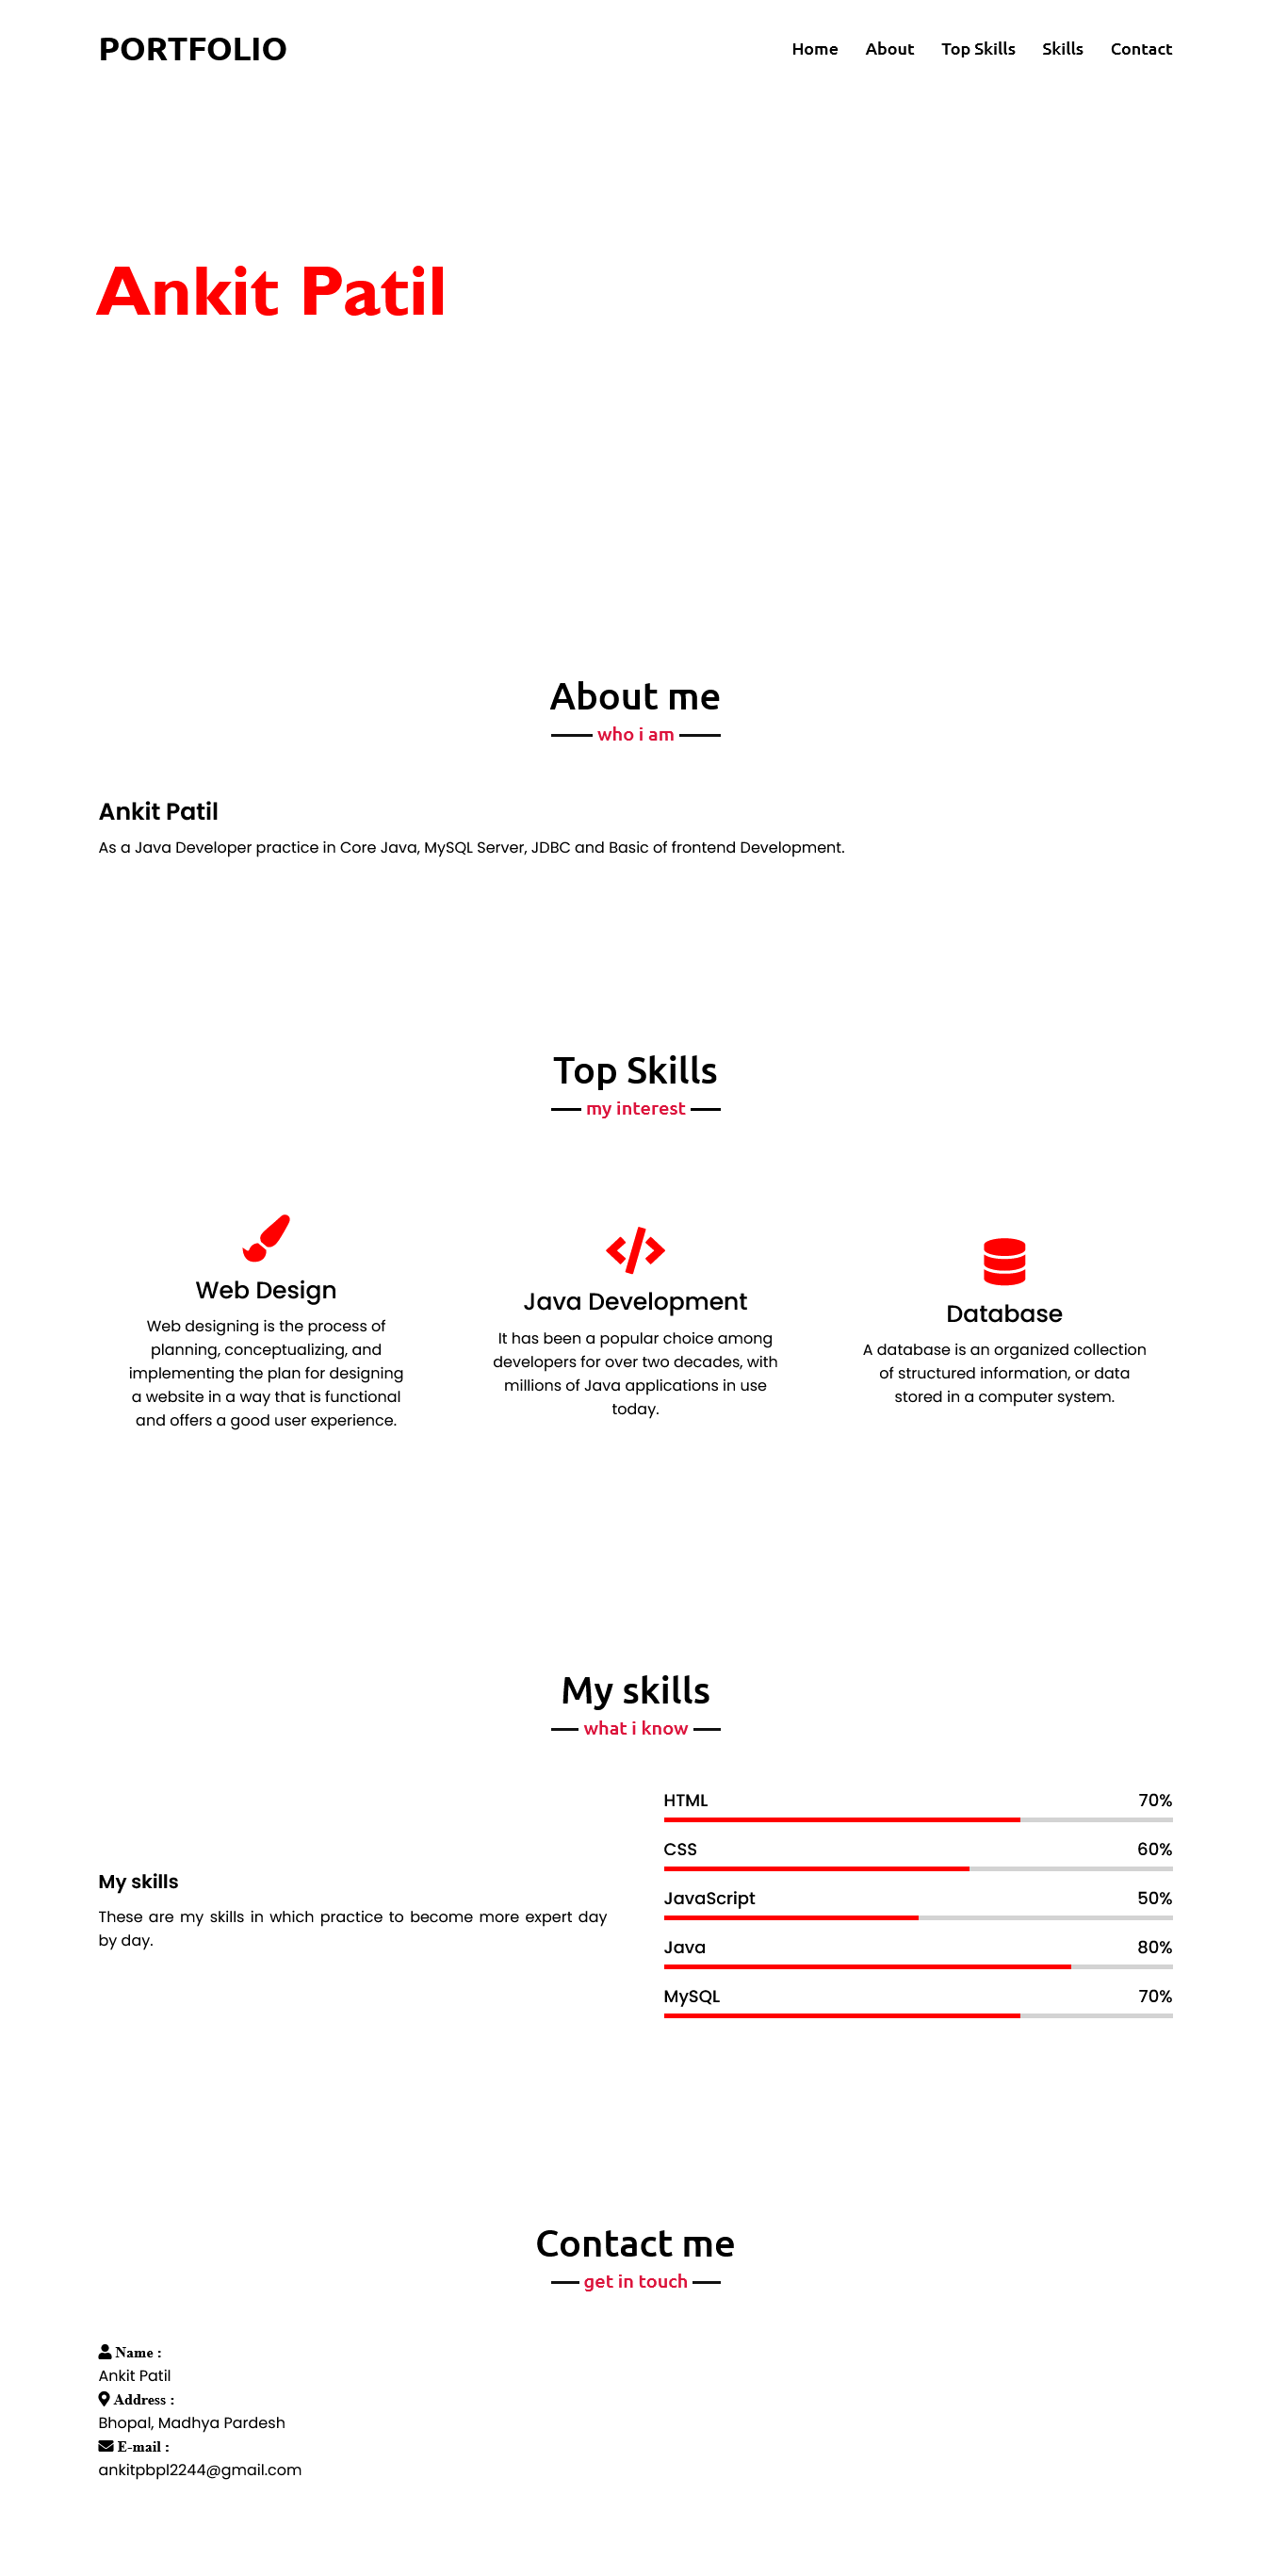 PORTFOLIO
Home About Top Skills Skills Contact
Ankit Patil
About me
who i am
Ankit Patil
As a Java Developer practice in Core Java, MySQL Server, JDBC and Basic of frontend Development.
Top Skills
my interest
Web Design
Web designing is the process of
planning, conceptualizing, and
implementing the plan for designing
a website in a way that is functional
and offers a good user experience.
Java Development
It has been a popular choice among
developers for over two decades, with
millions of Java applications in use
today.
Database
A database is an organized collection
of structured information, or data
stored in a computer system.
My skills
what i know
My skills
These are my skills in which practice to become more expert day
by day.
HTML 70%
CSS 60%
JavaScript 50%
Java 80%
MySQL 70%
Contact me
get in touch
Name :
Ankit Patil
Address :
Bhopal, Madhya Pardesh
E-mail :
ankitpbpl2244@gmail.com